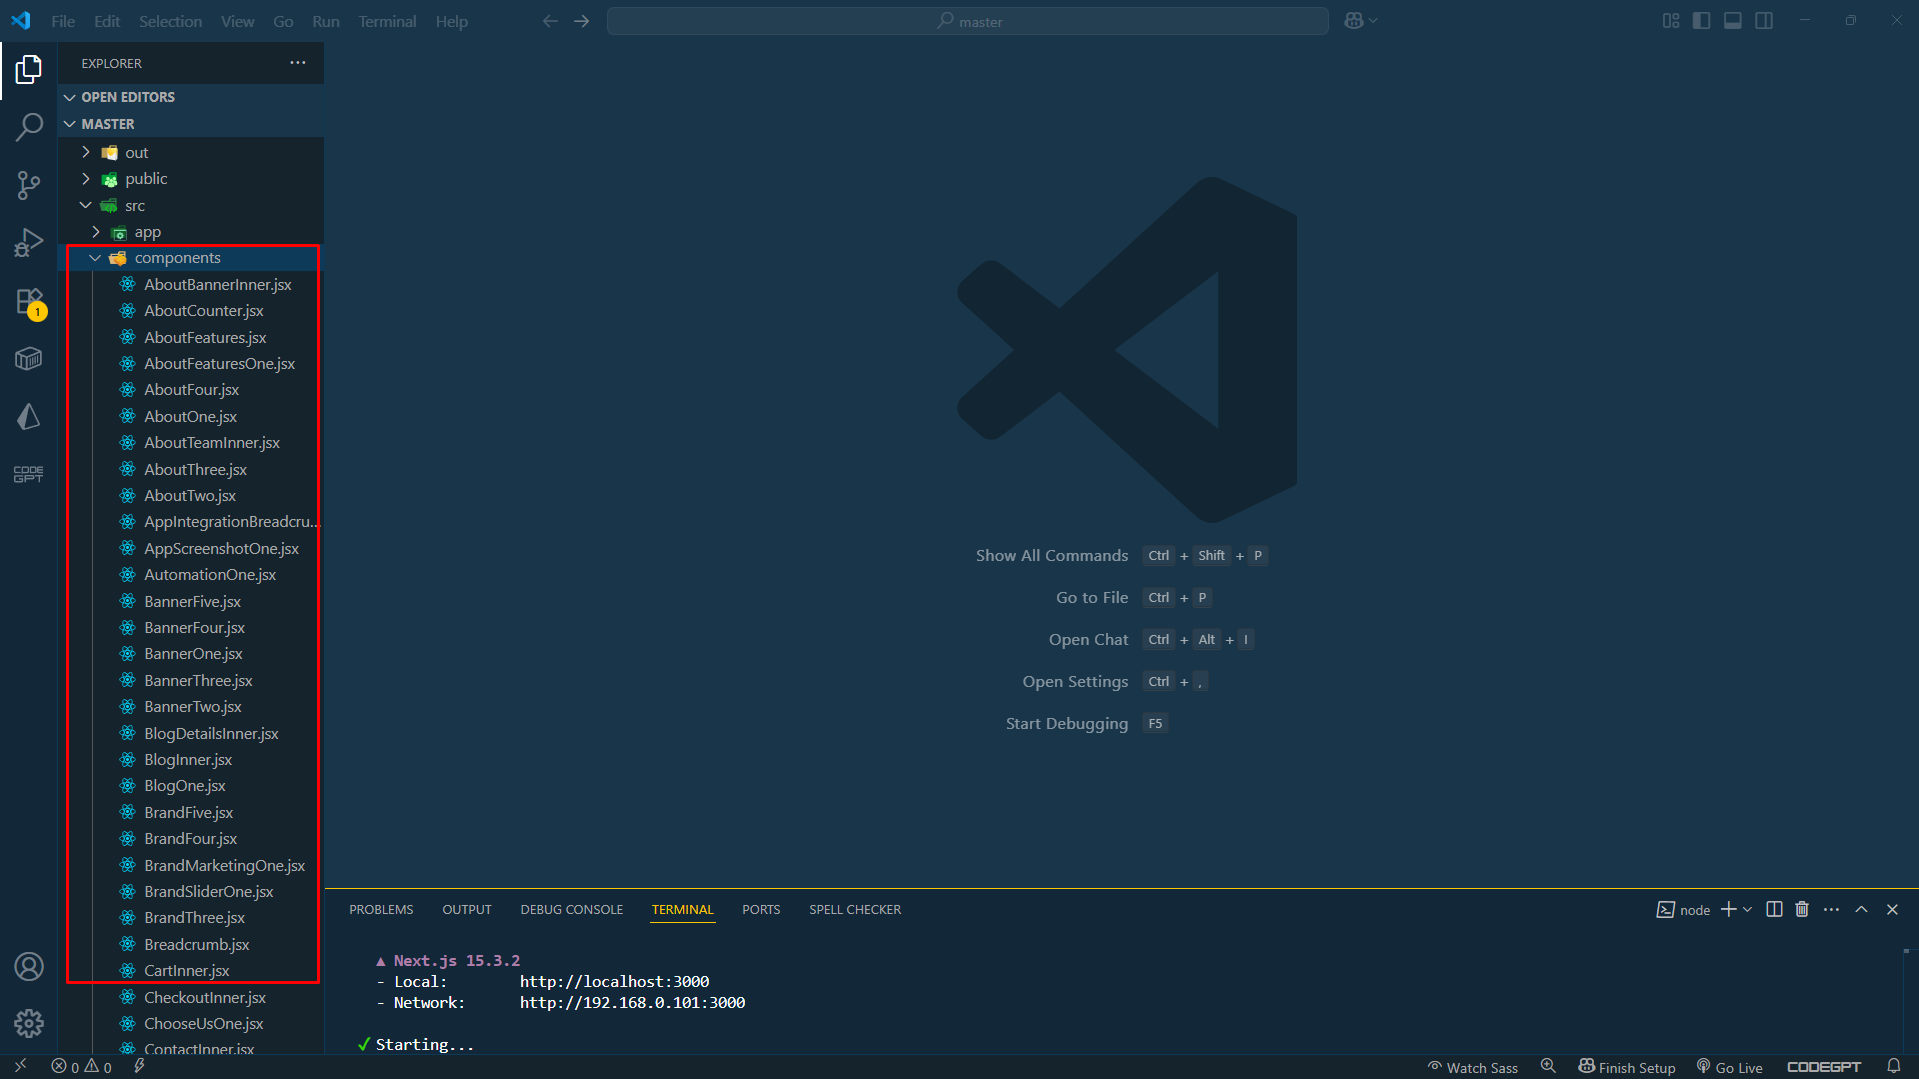 File Edit Selection View Go Run Terminal Help
master
EXPLORER
OPEN EDITORS
MASTER
out
public
src
app
components
AboutBannerInner.jsx
AboutCounter.jsx
AboutFeatures.jsx
AboutFeaturesOne.jsx
AboutFour.jsx
AboutOne.jsx
AboutTeamInner.jsx
AboutThree.jsx
AboutTwo.jsx
AppIntegrationBreadcru...
AppScreenshotOne.jsx
AutomationOne.jsx
BannerFive.jsx
BannerFour.jsx
BannerOne.jsx
BannerThree.jsx
BannerTwo.jsx
BlogDetailsInner.jsx
BlogInner.jsx
BlogOne.jsx
BrandFive.jsx
BrandFour.jsx
BrandMarketingOne.jsx
BrandSliderOne.jsx
BrandThree.jsx
Breadcrumb.jsx
CartInner.jsx
CheckoutInner.jsx
ChooseUsOne.jsx
ContactInner.jsx
1
CODE
GPT
Show All Commands Ctrl + Shift + P
Go to File Ctrl + P
Open Chat Ctrl + Alt + I
Open Settings Ctrl + ,
Start Debugging F5
PROBLEMS OUTPUT DEBUG CONSOLE TERMINAL PORTS SPELL CHECKER
node
▲ Next.js 15.3.2
- Local: http://localhost:3000
- Network: http://192.168.0.101:3000
✓ Starting...
0 0
Watch Sass Finish Setup Go Live CODEGPT